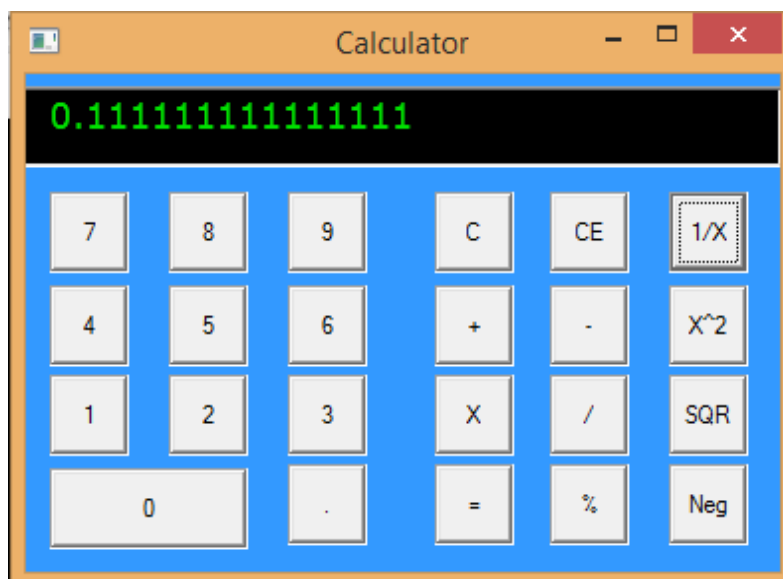 Calculator
0.111111111111111
7 8 9 C CE 1/X
4 5 6 + - X^2
1 2 3 X / SQR
0 . = % Neg